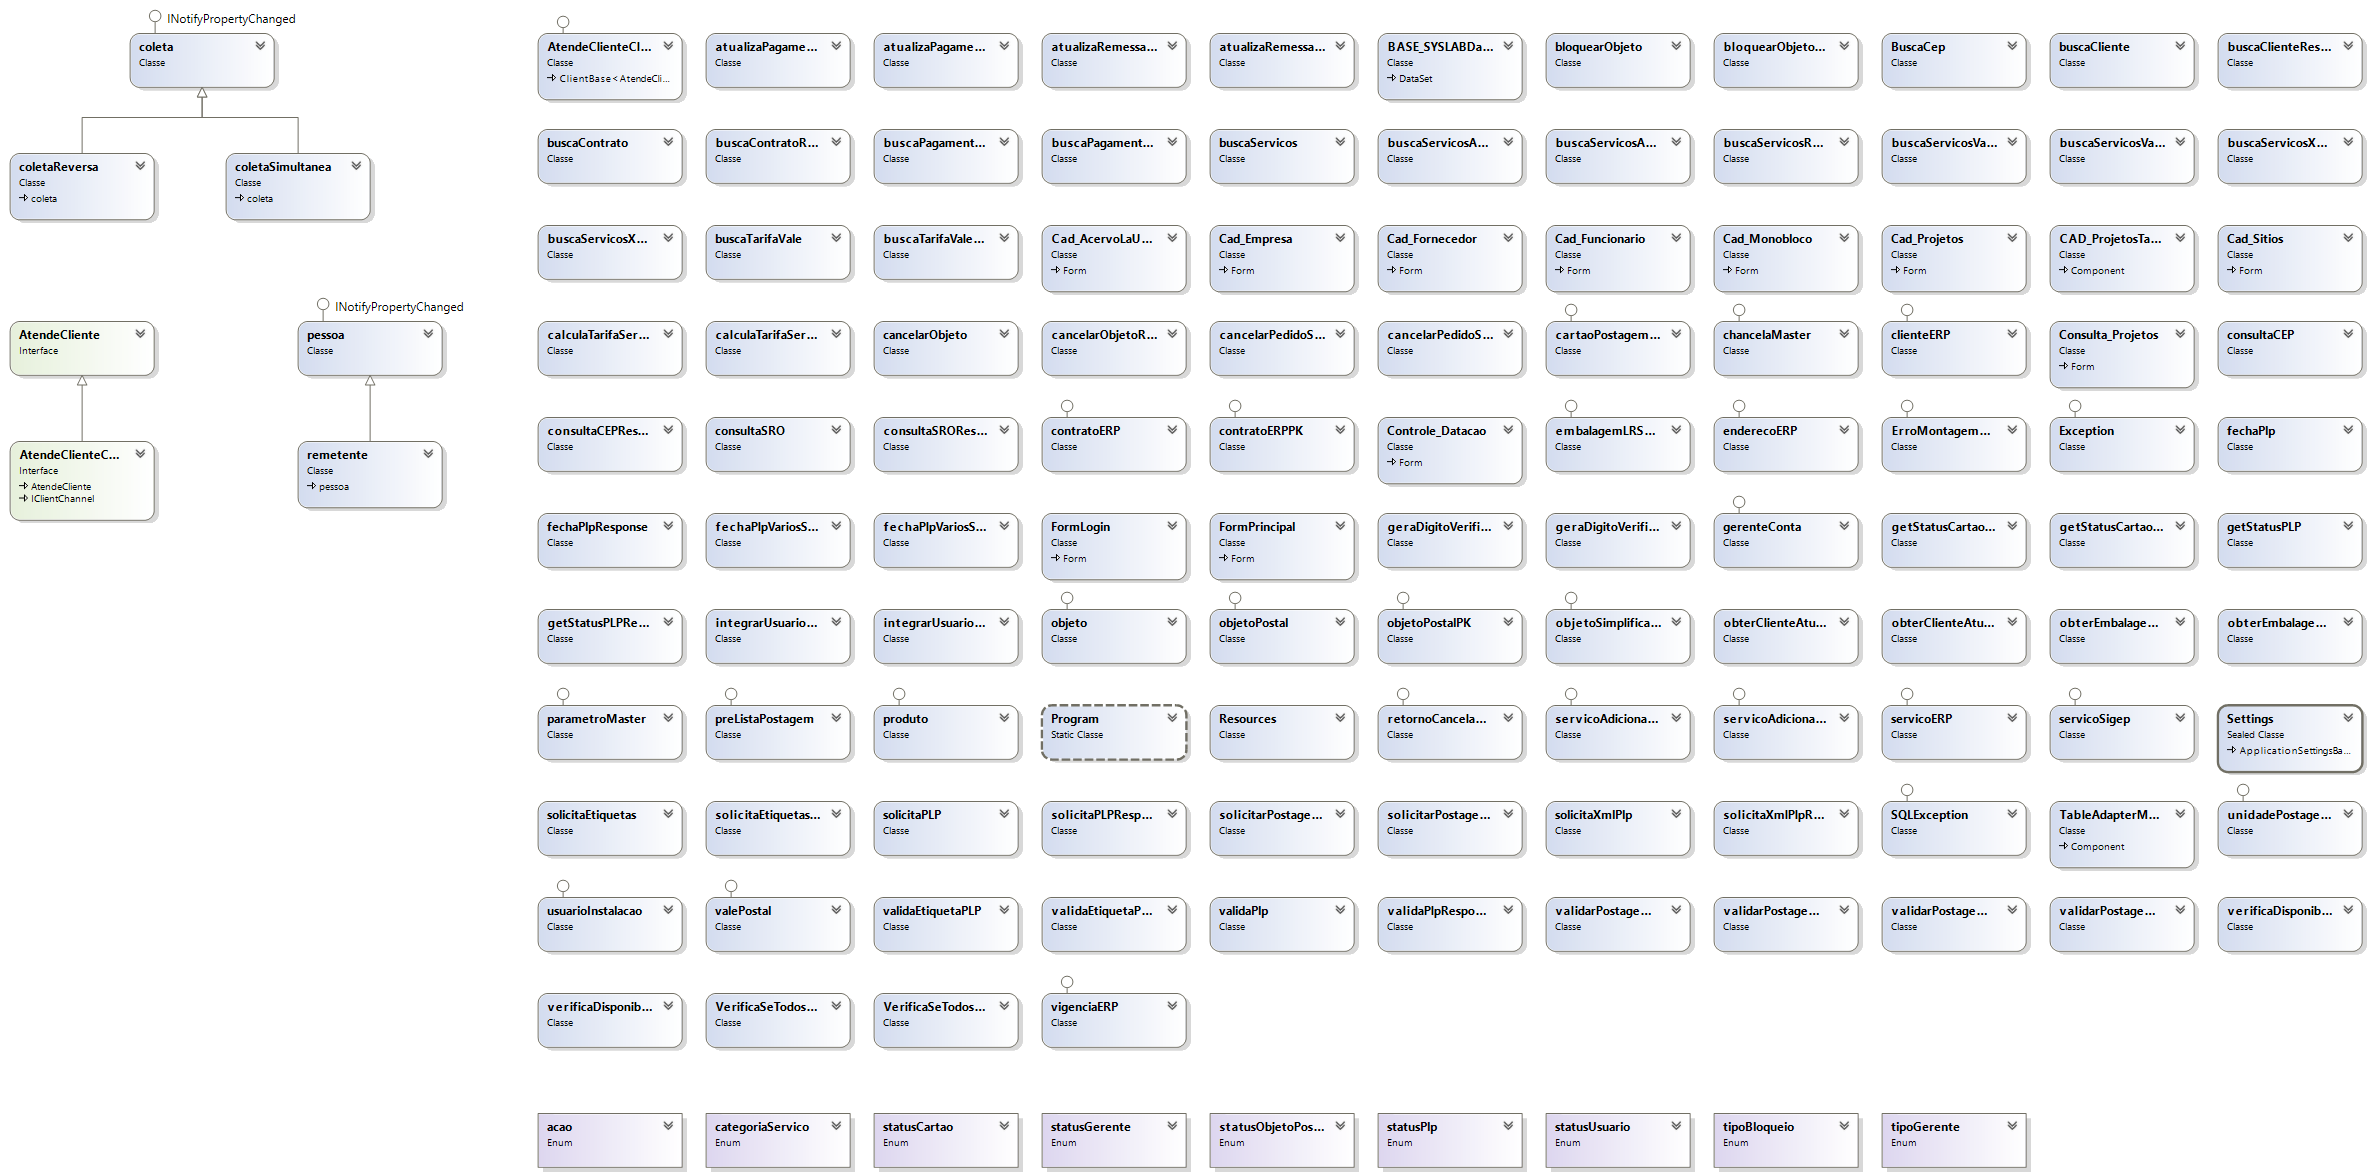 INotifyPropertyChanged
coleta
Classe
coletaReversa
Classe
coleta
coletaSimultanea
Classe
coleta
INotifyPropertyChanged
AtendeCliente
Interface
pessoa
Classe
AtendeClienteC...
Interface
AtendeCliente
IClientChannel
remetente
Classe
pessoa
AtendeClienteCl...
Classe
ClientBase<AtendeCli...
atualizaPagame...
Classe
atualizaPagame...
Classe
atualizaRemessa...
Classe
atualizaRemessa...
Classe
BASE_SYSLABDa...
Classe
DataSet
bloquearObjeto
Classe
bloquearObjeto...
Classe
BuscaCep
Classe
buscaCliente
Classe
buscaClienteRes...
Classe
buscaContrato
Classe
buscaContratoR...
Classe
buscaPagament...
Classe
buscaPagament...
Classe
buscaServicos
Classe
buscaServicosA...
Classe
buscaServicosA...
Classe
buscaServicosR...
Classe
buscaServicosVa...
Classe
buscaServicosVa...
Classe
buscaServicosX...
Classe
buscaServicosX...
Classe
buscaTarifaVale
Classe
buscaTarifaVale...
Classe
Cad_AcervoLaU...
Classe
Form
Cad_Empresa
Classe
Form
Cad_Fornecedor
Classe
Form
Cad_Funcionario
Classe
Form
Cad_Monobloco
Classe
Form
Cad_Projetos
Classe
Form
CAD_ProjetosTa...
Classe
Component
Cad_Sitios
Classe
Form
calculaTarifaSer...
Classe
calculaTarifaSer...
Classe
cancelarObjeto
Classe
cancelarObjetoR...
Classe
cancelarPedidoS...
Classe
cancelarPedidoS...
Classe
cartaoPostagem...
Classe
chancelaMaster
Classe
clienteERP
Classe
Consulta_Projetos
Classe
Form
consultaCEP
Classe
consultaCEPRes...
Classe
consultaSRO
Classe
consultaSRORes...
Classe
contratoERP
Classe
contratoERPPK
Classe
Controle_Datacao
Classe
Form
embalagemLRS...
Classe
enderecoERP
Classe
ErroMontagem...
Classe
Exception
Classe
fechaPlp
Classe
fechaPlpResponse
Classe
fechaPlpVariosS...
Classe
fechaPlpVariosS...
Classe
FormLogin
Classe
Form
FormPrincipal
Classe
Form
geraDigitoVerifi...
Classe
geraDigitoVerifi...
Classe
gerenteConta
Classe
getStatusCartao...
Classe
getStatusCartao...
Classe
getStatusPLP
Classe
getStatusPLPRe...
Classe
integrarUsuario...
Classe
integrarUsuario...
Classe
objeto
Classe
objetoPostal
Classe
objetoPostalPK
Classe
objetoSimplifica...
Classe
obterClienteAtu...
Classe
obterClienteAtu...
Classe
obterEmbalage...
Classe
obterEmbalage...
Classe
parametroMaster
Classe
preListaPostagem
Classe
produto
Classe
Program
Static Classe
Resources
Classe
retornoCancela...
Classe
servicoAdiciona...
Classe
servicoAdiciona...
Classe
servicoERP
Classe
servicoSigep
Classe
Settings
Sealed Classe
ApplicationSettingsBa...
solicitaEtiquetas
Classe
solicitaEtiquetas...
Classe
solicitaPLP
Classe
solicitaPLPResp...
Classe
solicitarPostage...
Classe
solicitarPostage...
Classe
solicitaXmlPlp
Classe
solicitaXmlPlpR...
Classe
SQLException
Classe
TableAdapterM...
Classe
Component
unidadePostage...
Classe
usuarioInstalacao
Classe
valePostal
Classe
validaEtiquetaPLP
Classe
validaEtiquetaP...
Classe
validaPlp
Classe
validaPlpRespo...
Classe
validarPostage...
Classe
validarPostage...
Classe
validarPostage...
Classe
validarPostage...
Classe
verificaDisponib...
Classe
verificaDisponib...
Classe
VerificaSeTodos...
Classe
VerificaSeTodos...
Classe
vigenciaERP
Classe
acao
Enum
categoriaServico
Enum
statusCartao
Enum
statusGerente
Enum
statusObjetoPos...
Enum
statusPlp
Enum
statusUsuario
Enum
tipoBloqueio
Enum
tipoGerente
Enum